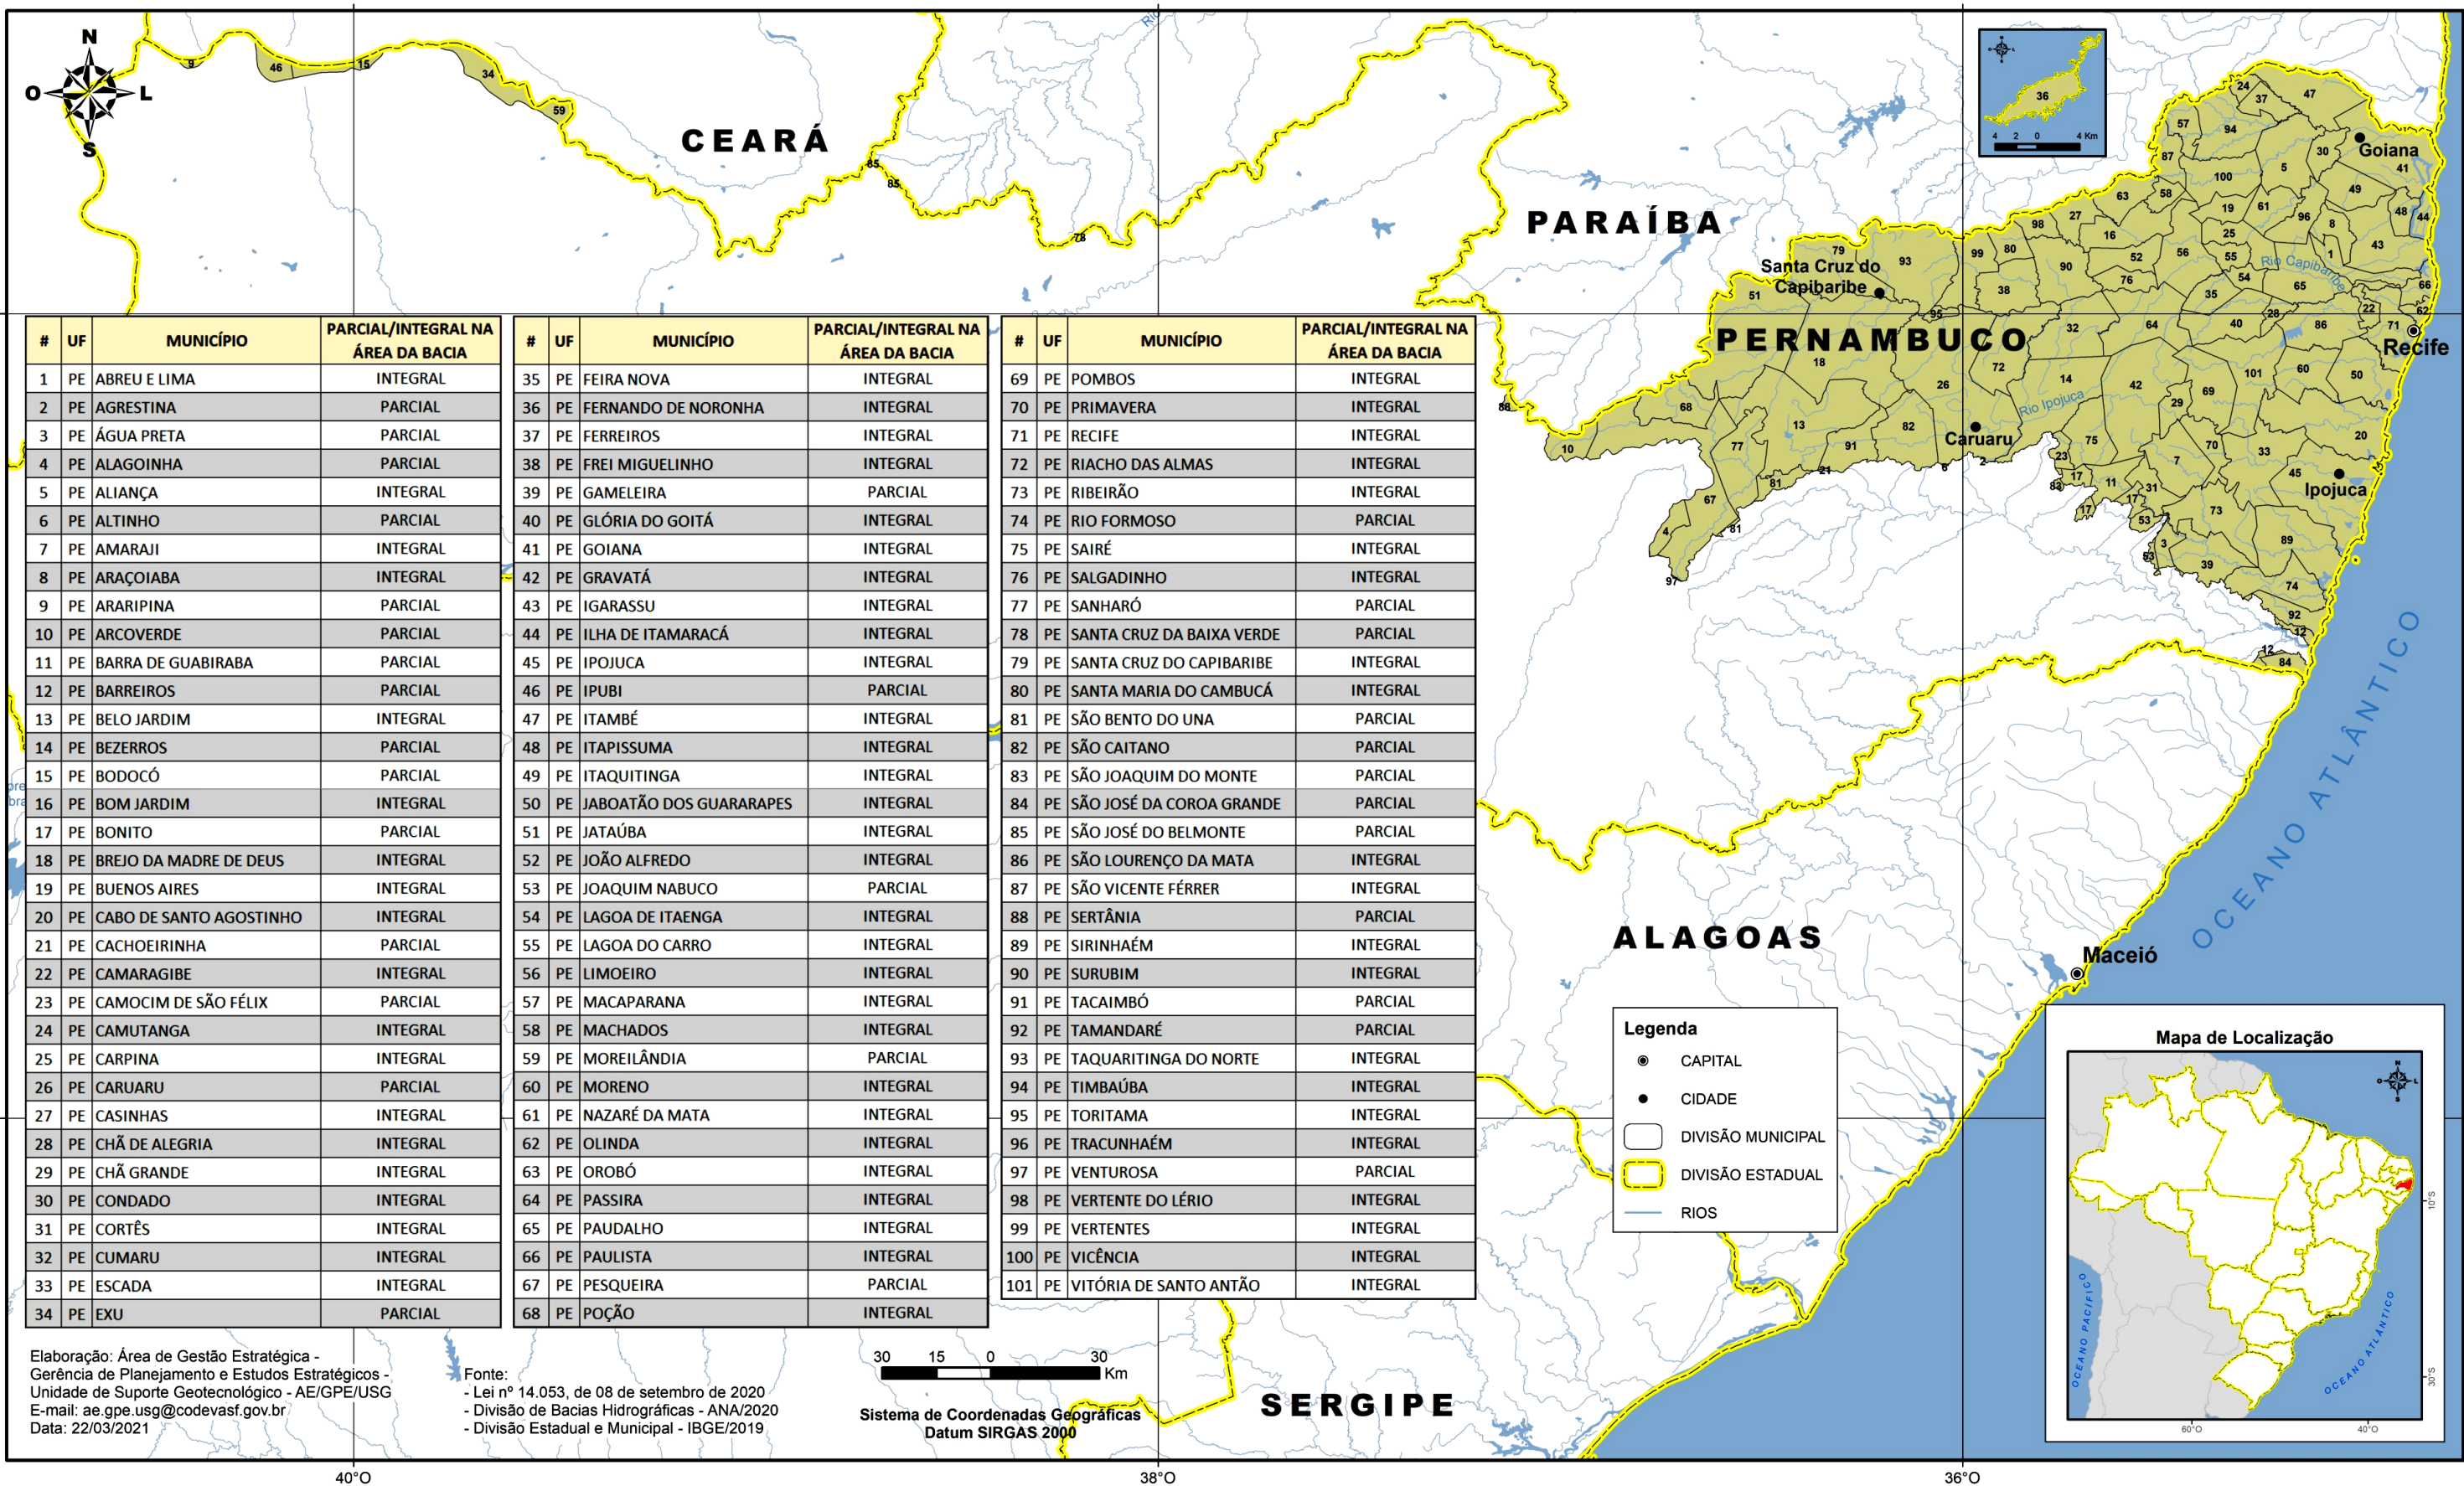 N
O
L
S
CEARÁ
PARAÍBA
PERNAMBUCO
ALAGOAS
SERGIPE
OCEANO ATLÂNTICO
Santa Cruz do
Capibaribe
Caruaru
Goiana
Recife
Ipojuca
Maceió
Rio Capibaribe
Rio Ipojuca
36
4 2 0 4 Km
# UF MUNICÍPIO PARCIAL/INTEGRAL NA
ÁREA DA BACIA
1 PE ABREU E LIMA INTEGRAL
2 PE AGRESTINA PARCIAL
3 PE ÁGUA PRETA PARCIAL
4 PE ALAGOINHA PARCIAL
5 PE ALIANÇA INTEGRAL
6 PE ALTINHO PARCIAL
7 PE AMARAJI INTEGRAL
8 PE ARAÇOIABA INTEGRAL
9 PE ARARIPINA PARCIAL
10 PE ARCOVERDE PARCIAL
11 PE BARRA DE GUABIRABA PARCIAL
12 PE BARREIROS PARCIAL
13 PE BELO JARDIM INTEGRAL
14 PE BEZERROS PARCIAL
15 PE BODOCÓ PARCIAL
16 PE BOM JARDIM INTEGRAL
17 PE BONITO PARCIAL
18 PE BREJO DA MADRE DE DEUS INTEGRAL
19 PE BUENOS AIRES INTEGRAL
20 PE CABO DE SANTO AGOSTINHO INTEGRAL
21 PE CACHOEIRINHA PARCIAL
22 PE CAMARAGIBE INTEGRAL
23 PE CAMOCIM DE SÃO FÉLIX PARCIAL
24 PE CAMUTANGA INTEGRAL
25 PE CARPINA INTEGRAL
26 PE CARUARU PARCIAL
27 PE CASINHAS INTEGRAL
28 PE CHÃ DE ALEGRIA INTEGRAL
29 PE CHÃ GRANDE INTEGRAL
30 PE CONDADO INTEGRAL
31 PE CORTÊS INTEGRAL
32 PE CUMARU INTEGRAL
33 PE ESCADA INTEGRAL
34 PE EXU PARCIAL
# UF MUNICÍPIO PARCIAL/INTEGRAL NA
ÁREA DA BACIA
35 PE FEIRA NOVA INTEGRAL
36 PE FERNANDO DE NORONHA INTEGRAL
37 PE FERREIROS INTEGRAL
38 PE FREI MIGUELINHO INTEGRAL
39 PE GAMELEIRA PARCIAL
40 PE GLÓRIA DO GOITÁ INTEGRAL
41 PE GOIANA INTEGRAL
42 PE GRAVATÁ INTEGRAL
43 PE IGARASSU INTEGRAL
44 PE ILHA DE ITAMARACÁ INTEGRAL
45 PE IPOJUCA INTEGRAL
46 PE IPUBI PARCIAL
47 PE ITAMBÉ INTEGRAL
48 PE ITAPISSUMA INTEGRAL
49 PE ITAQUITINGA INTEGRAL
50 PE JABOATÃO DOS GUARARAPES INTEGRAL
51 PE JATAÚBA INTEGRAL
52 PE JOÃO ALFREDO INTEGRAL
53 PE JOAQUIM NABUCO PARCIAL
54 PE LAGOA DE ITAENGA INTEGRAL
55 PE LAGOA DO CARRO INTEGRAL
56 PE LIMOEIRO INTEGRAL
57 PE MACAPARANA INTEGRAL
58 PE MACHADOS INTEGRAL
59 PE MOREILÂNDIA PARCIAL
60 PE MORENO INTEGRAL
61 PE NAZARÉ DA MATA INTEGRAL
62 PE OLINDA INTEGRAL
63 PE OROBÓ INTEGRAL
64 PE PASSIRA INTEGRAL
65 PE PAUDALHO INTEGRAL
66 PE PAULISTA INTEGRAL
67 PE PESQUEIRA PARCIAL
68 PE POÇÃO INTEGRAL
# UF MUNICÍPIO PARCIAL/INTEGRAL NA
ÁREA DA BACIA
69 PE POMBOS INTEGRAL
70 PE PRIMAVERA INTEGRAL
71 PE RECIFE INTEGRAL
72 PE RIACHO DAS ALMAS INTEGRAL
73 PE RIBEIRÃO INTEGRAL
74 PE RIO FORMOSO PARCIAL
75 PE SAIRÉ INTEGRAL
76 PE SALGADINHO INTEGRAL
77 PE SANHARÓ PARCIAL
78 PE SANTA CRUZ DA BAIXA VERDE PARCIAL
79 PE SANTA CRUZ DO CAPIBARIBE INTEGRAL
80 PE SANTA MARIA DO CAMBUCÁ INTEGRAL
81 PE SÃO BENTO DO UNA PARCIAL
82 PE SÃO CAITANO PARCIAL
83 PE SÃO JOAQUIM DO MONTE PARCIAL
84 PE SÃO JOSÉ DA COROA GRANDE PARCIAL
85 PE SÃO JOSÉ DO BELMONTE PARCIAL
86 PE SÃO LOURENÇO DA MATA INTEGRAL
87 PE SÃO VICENTE FÉRRER INTEGRAL
88 PE SERTÂNIA PARCIAL
89 PE SIRINHAÉM INTEGRAL
90 PE SURUBIM INTEGRAL
91 PE TACAIMBÓ PARCIAL
92 PE TAMANDARÉ PARCIAL
93 PE TAQUARITINGA DO NORTE INTEGRAL
94 PE TIMBAÚBA INTEGRAL
95 PE TORITAMA INTEGRAL
96 PE TRACUNHAÉM INTEGRAL
97 PE VENTUROSA PARCIAL
98 PE VERTENTE DO LÉRIO INTEGRAL
99 PE VERTENTES INTEGRAL
100 PE VICÊNCIA INTEGRAL
101 PE VITÓRIA DE SANTO ANTÃO INTEGRAL
Legenda
CAPITAL
CIDADE
DIVISÃO MUNICIPAL
DIVISÃO ESTADUAL
RIOS
Mapa de Localização
OCEANO PACIFICO
OCEANO ATLÂNTICO
10°S
30°S
60°O 40°O
Elaboração: Área de Gestão Estratégica -
Gerência de Planejamento e Estudos Estratégicos -
Unidade de Suporte Geotecnológico - AE/GPE/USG
E-mail: ae.gpe.usg@codevasf.gov.br
Data: 22/03/2021
Fonte:
- Lei nº 14.053, de 08 de setembro de 2020
- Divisão de Bacias Hidrográficas - ANA/2020
- Divisão Estadual e Municipal - IBGE/2019
30 15 0 30
Km
Sistema de Coordenadas Geográficas
Datum SIRGAS 2000
40°O 38°O 36°O